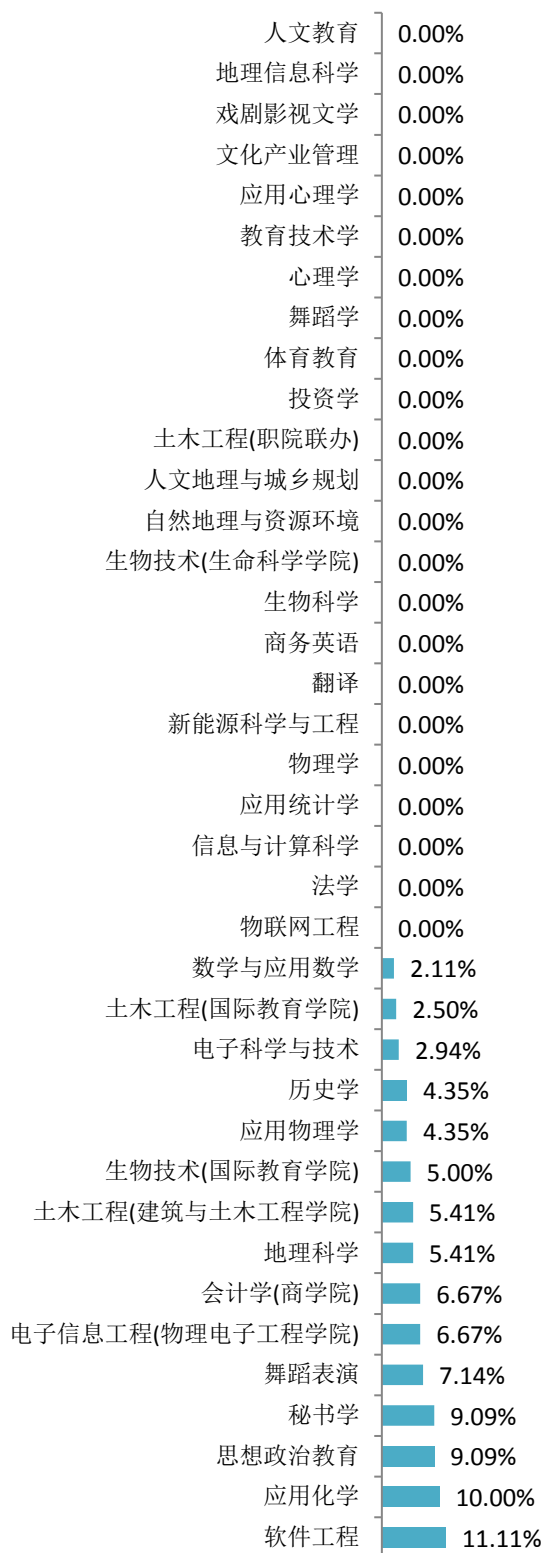 人文教育 0.00%
地理信息科学 0.00%
戏剧影视文学 0.00%
文化产业管理 0.00%
应用心理学 0.00%
教育技术学 0.00%
心理学 0.00%
舞蹈学 0.00%
体育教育 0.00%
投资学 0.00%
土木工程(职院联办) 0.00%
人文地理与城乡规划 0.00%
自然地理与资源环境 0.00%
生物技术(生命科学学院) 0.00%
生物科学 0.00%
商务英语 0.00%
翻译 0.00%
新能源科学与工程 0.00%
物理学 0.00%
应用统计学 0.00%
信息与计算科学 0.00%
法学 0.00%
物联网工程 0.00%
数学与应用数学 2.11%
土木工程(国际教育学院) 2.50%
电子科学与技术 2.94%
历史学 4.35%
应用物理学 4.35%
生物技术(国际教育学院) 5.00%
土木工程(建筑与土木工程学院) 5.41%
地理科学 5.41%
会计学(商学院) 6.67%
电子信息工程(物理电子工程学院) 6.67%
舞蹈表演 7.14%
秘书学 9.09%
思想政治教育 9.09%
应用化学 10.00%
软件工程 11.11%